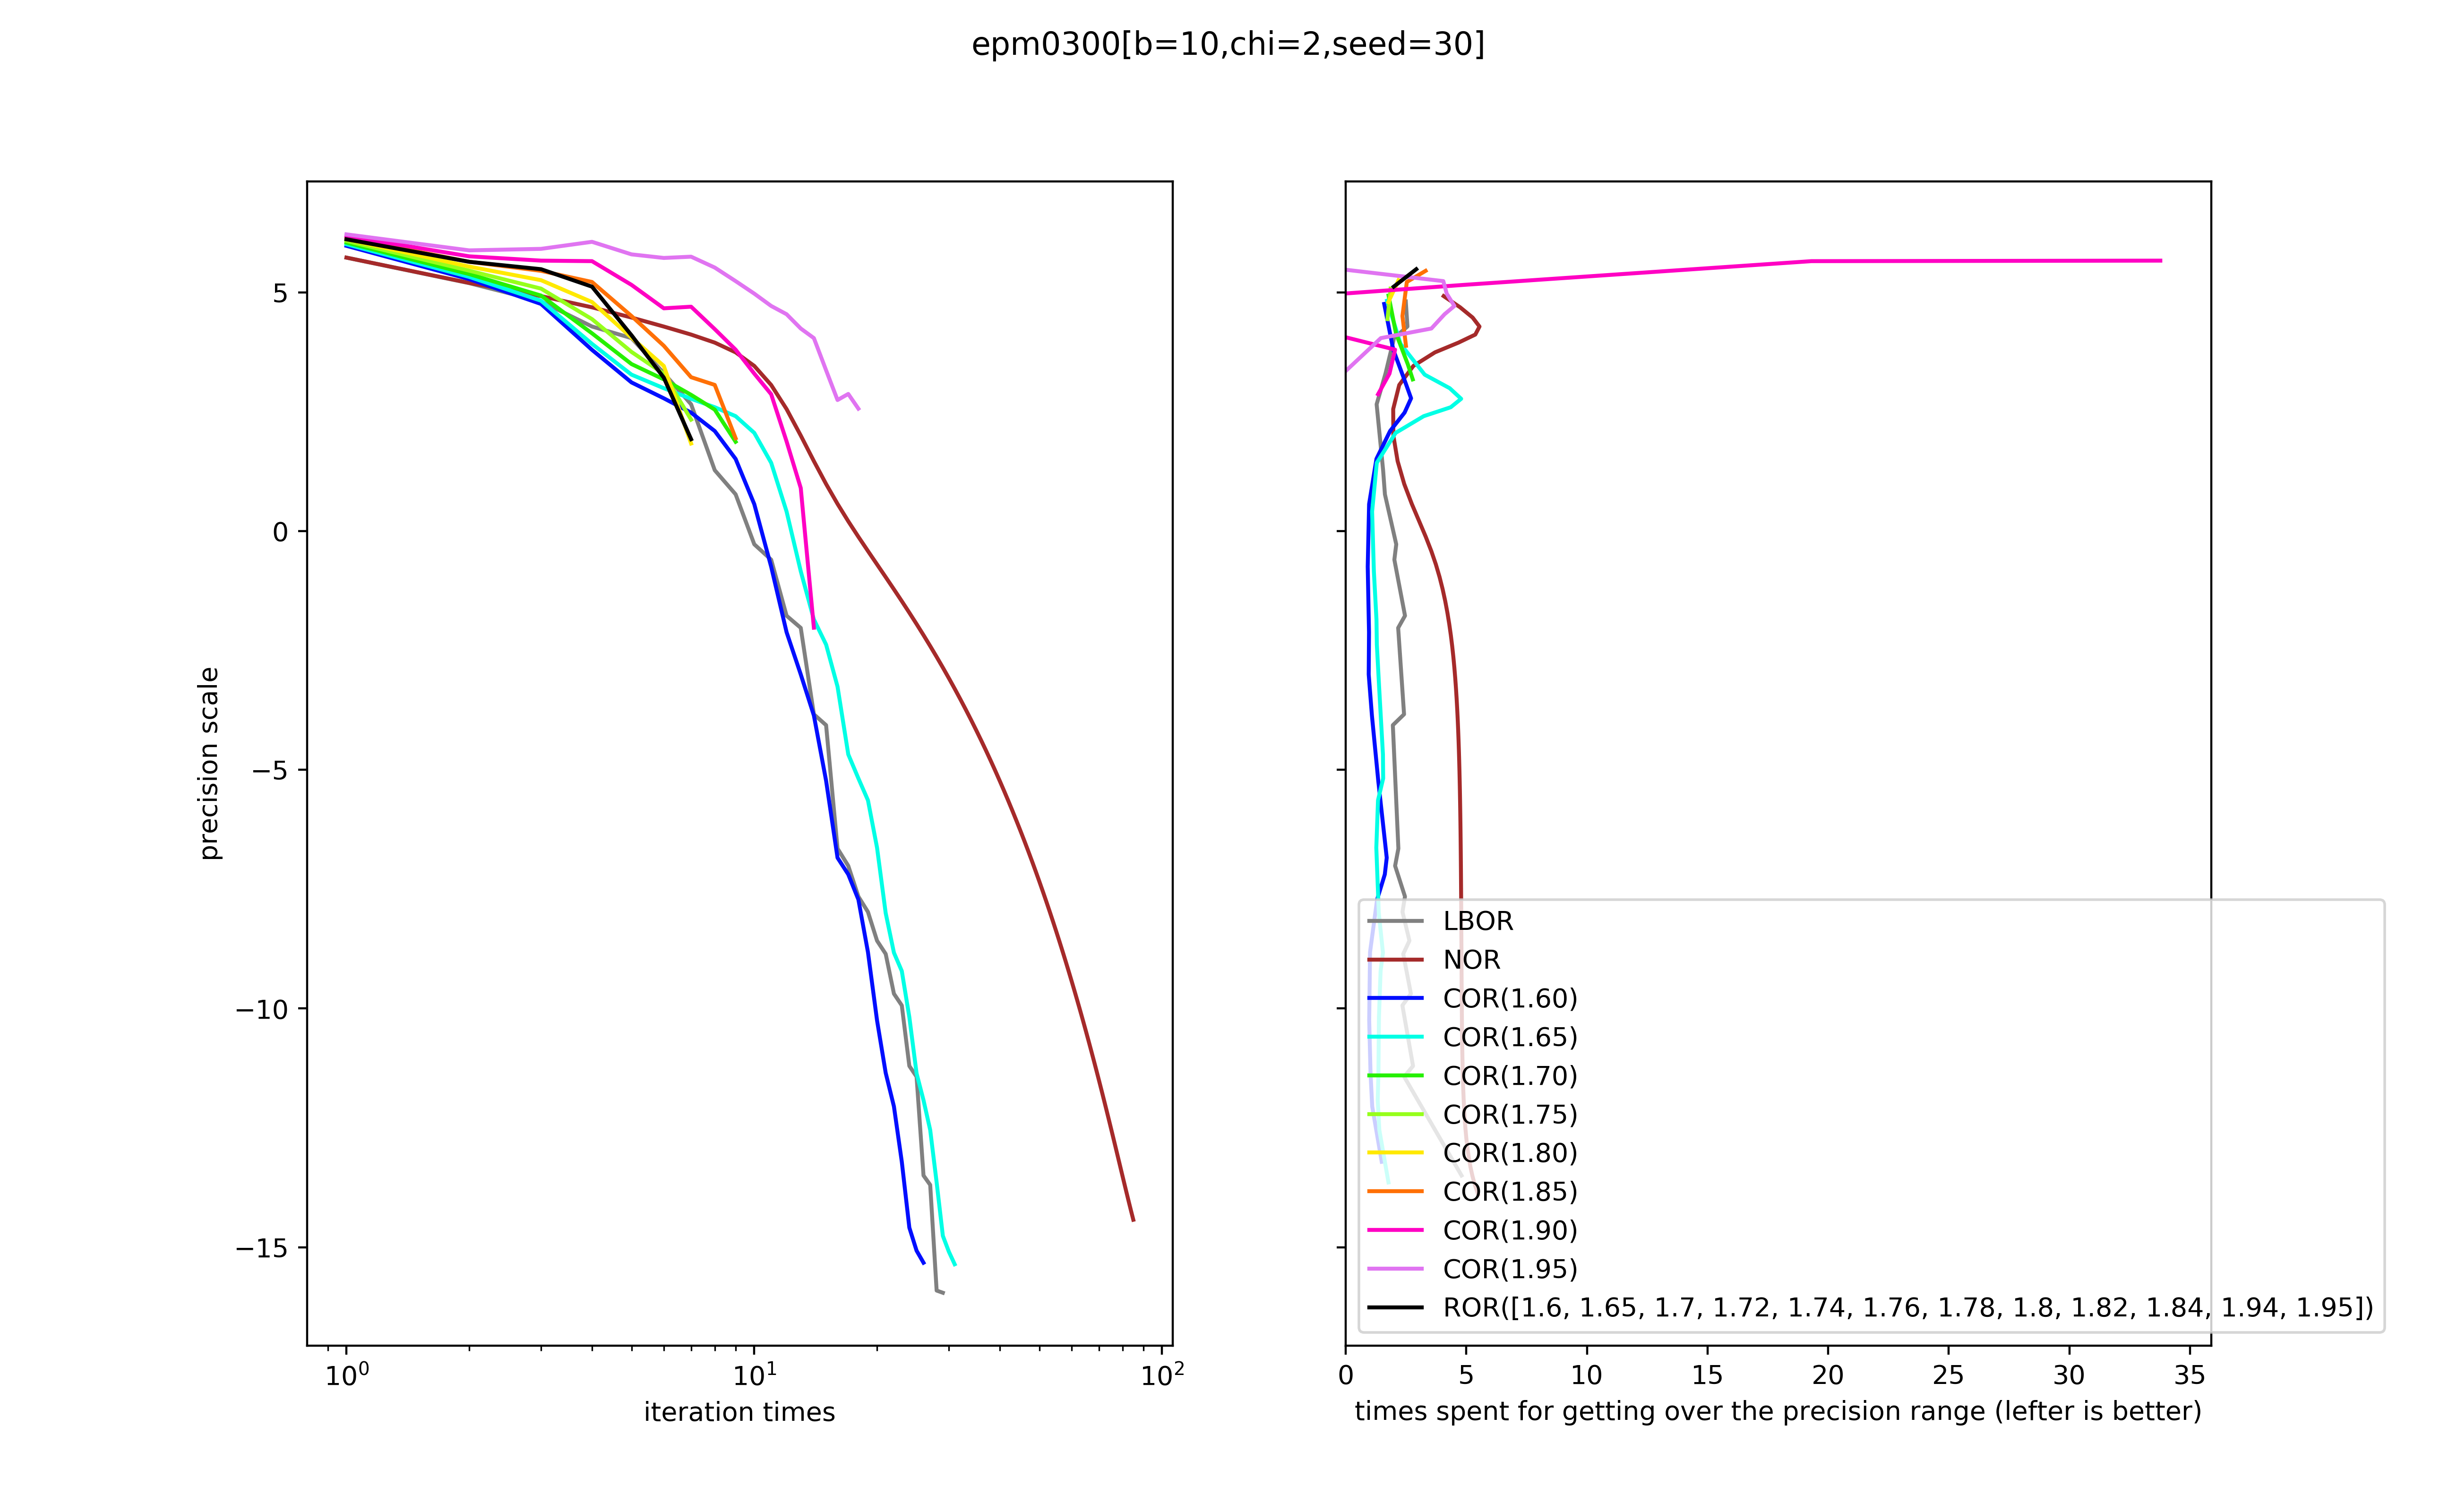 epm0300[b=10,chi=2,seed=30]
precision scale
5
0
−5
−10
−15
10⁰
10¹
10²
iteration times
LBOR
NOR
COR(1.60)
COR(1.65)
COR(1.70)
COR(1.75)
COR(1.80)
COR(1.85)
COR(1.90)
COR(1.95)
ROR([1.6, 1.65, 1.7, 1.72, 1.74, 1.76, 1.78, 1.8, 1.82, 1.84, 1.94, 1.95])
0 5 10 15 20 25 30 35
times spent for getting over the precision range (lefter is better)